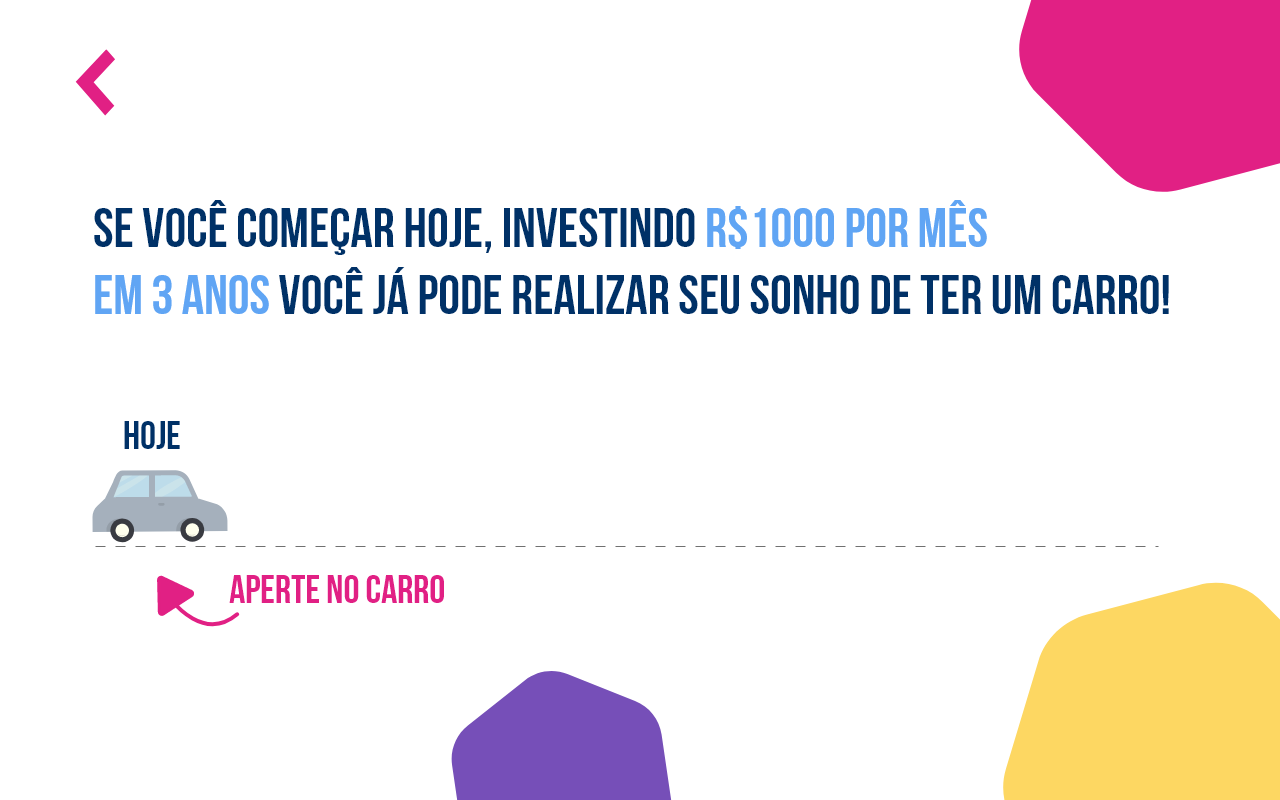 SE VOCÊ COMEÇAR HOJE, INVESTINDO R$1000 POR MÊS
EM 3 ANOS VOCÊ JÁ PODE REALIZAR SEU SONHO DE TER UM CARRO!
HOJE
APERTE NO CARRO